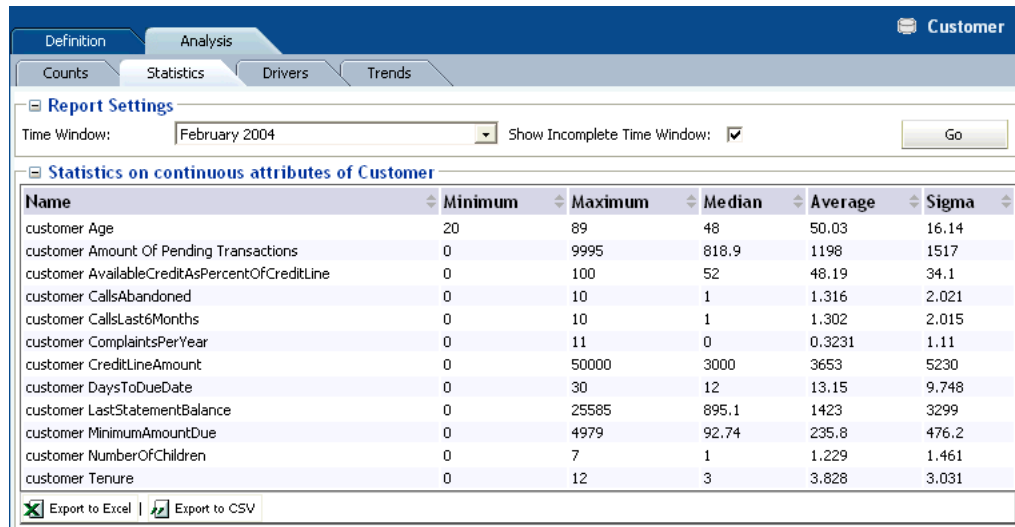 Customer
Definition Analysis
Counts Statistics Drivers Trends
Report Settings
Time Window: February 2004 Show Incomplete Time Window: Go
Statistics on continuous attributes of Customer
Name Minimum Maximum Median Average Sigma
customer Age 20 89 48 50.03 16.14
customer Amount Of Pending Transactions 0 9995 818.9 1198 1517
customer AvailableCreditAsPercentOfCreditLine 0 100 52 48.19 34.1
customer CallsAbandoned 0 10 1 1.316 2.021
customer CallsLast6Months 0 10 1 1.302 2.015
customer ComplaintsPerYear 0 11 0 0.3231 1.11
customer CreditLineAmount 0 50000 3000 3653 5230
customer DaysToDueDate 0 30 12 13.15 9.748
customer LastStatementBalance 0 25585 895.1 1423 3299
customer MinimumAmountDue 0 4979 92.74 235.8 476.2
customer NumberOfChildren 0 7 1 1.229 1.461
customer Tenure 0 12 3 3.828 3.031
Export to Excel | Export to CSV